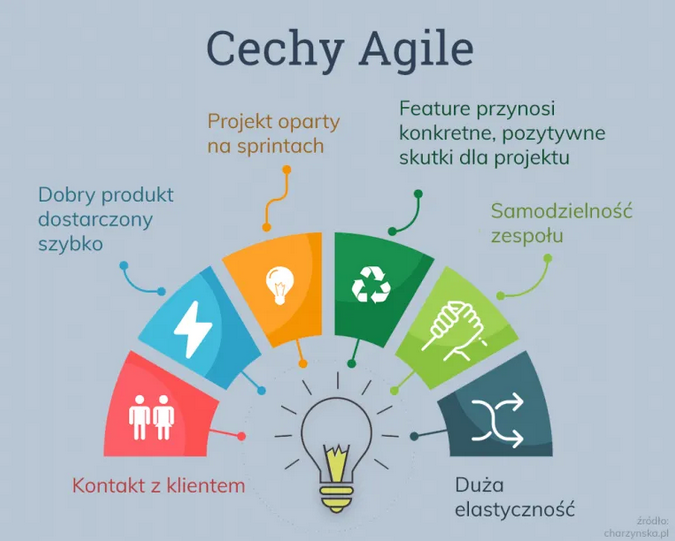 Cechy Agile
Projekt oparty
na sprintach
Feature przynosi
konkretne, pozytywne
skutki dla projektu
Dobry produkt
dostarczony
szybko
Samodzielność
zespołu
Kontakt z klientem
Duża
elastyczność
źródło:
charzynska.pl